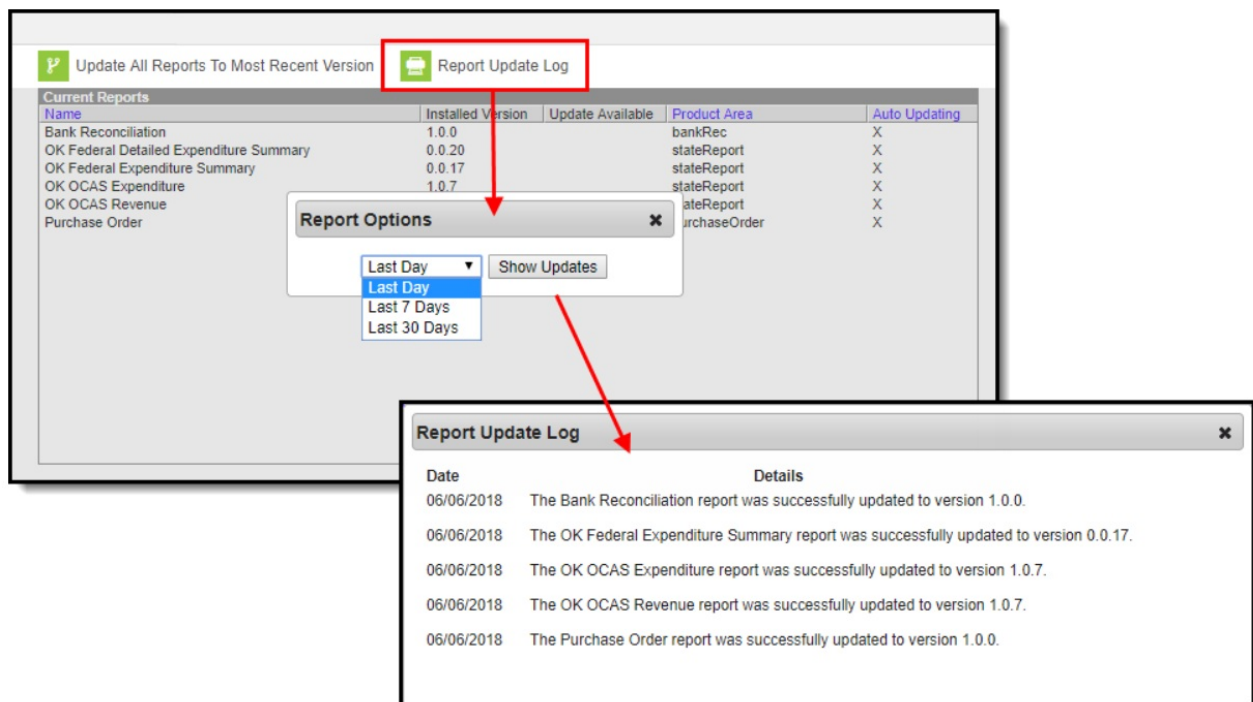 Update All Reports To Most Recent Version Report Update Log
Current Reports
Name Installed Version Update Available Product Area Auto Updating
Bank Reconciliation 1.0.0 bankRec X
OK Federal Detailed Expenditure Summary 0.0.20 stateReport X
OK Federal Expenditure Summary 0.0.17 stateReport X
OK OCAS Expenditure 1.0.7 stateReport X
OK OCAS Revenue X
Purchase Order X
Report Options
Last Day Show Updates
Last Day
Last 7 Days
Last 30 Days
Report Update Log
Date Details
06/06/2018 The Bank Reconciliation report was successfully updated to version 1.0.0.
06/06/2018 The OK Federal Expenditure Summary report was successfully updated to version 0.0.17.
06/06/2018 The OK OCAS Expenditure report was successfully updated to version 1.0.7.
06/06/2018 The OK OCAS Revenue report was successfully updated to version 1.0.7.
06/06/2018 The Purchase Order report was successfully updated to version 1.0.0.